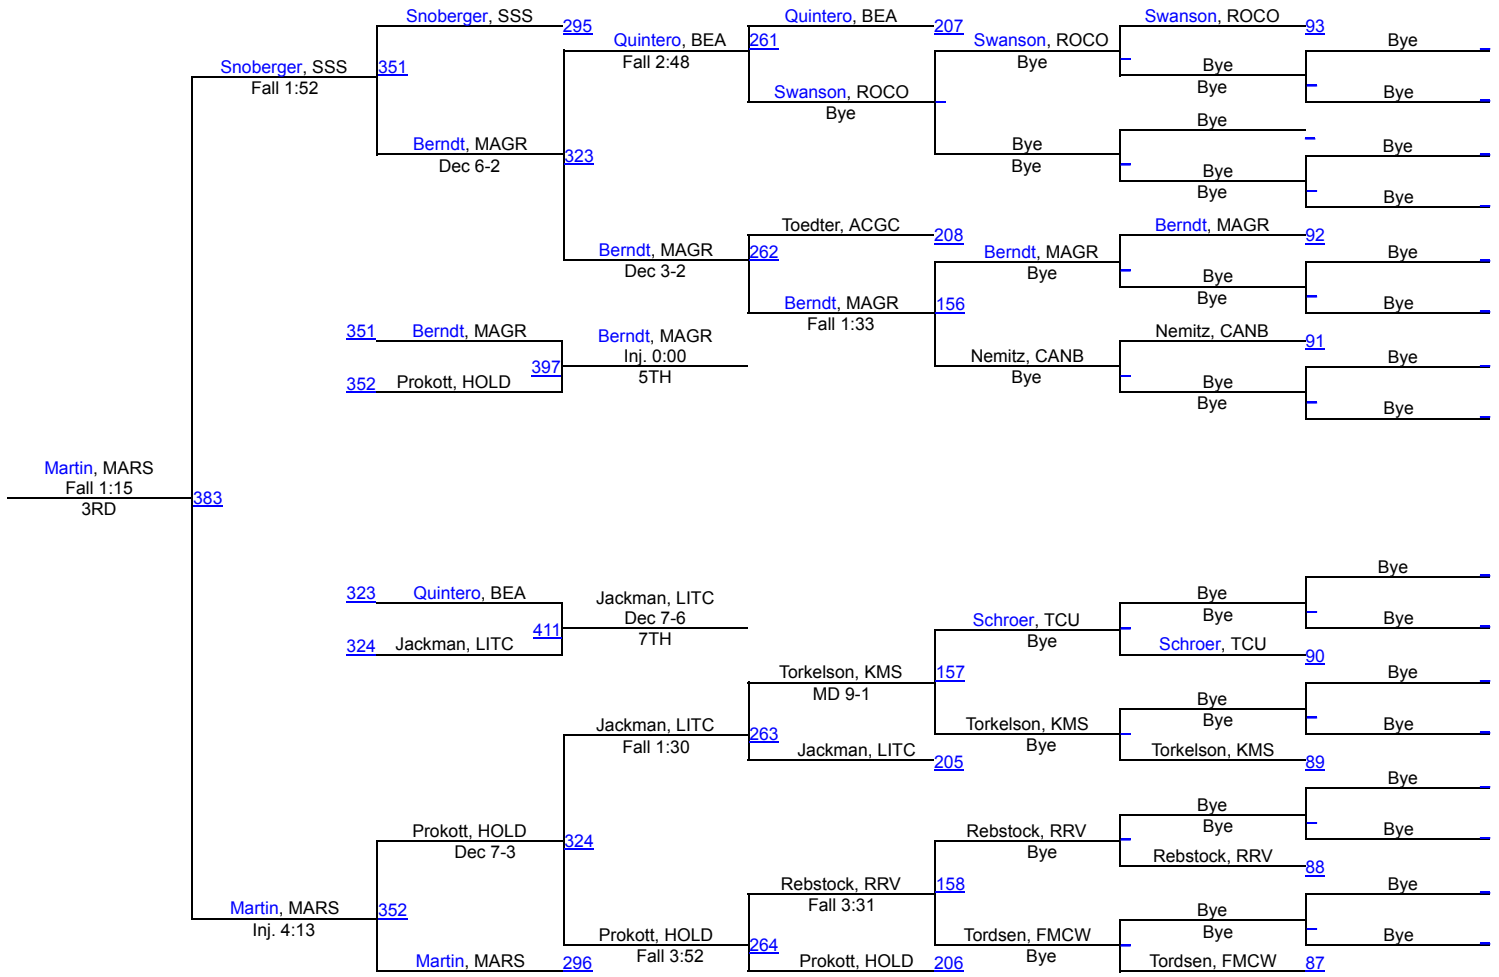 Snoberger, SSS
295
Quintero, BEA
207
Swanson, ROCO
93
Quintero, BEA
Fall 2:48
261
Swanson, ROCO
Bye
Bye
Snoberger, SSS
Fall 1:52
351
Bye
Bye
Swanson, ROCO
Bye
Bye
Bye
Berndt, MAGR
Dec 6-2
323
Bye
Bye
Bye
Bye
Bye
Bye
Toedter, ACGC
208
Berndt, MAGR
92
Berndt, MAGR
Dec 3-2
262
Berndt, MAGR
Bye
Bye
Bye
Bye
Berndt, MAGR
Fall 1:33
156
Bye
351
Berndt, MAGR
Berndt, MAGR
Inj. 0:00
5TH
397
352
Prokott, HOLD
Nemitz, CANB
91
Nemitz, CANB
Bye
Bye
Bye
Bye
Bye
Martin, MARS
Fall 1:15
3RD
383
323
Quintero, BEA
Jackman, LITC
Dec 7-6
7TH
411
324
Jackman, LITC
Bye
Bye
Bye
Bye
Schroer, TCU
Bye
Schroer, TCU
90
Torkelson, KMS
MD 9-1
157
Bye
Bye
Bye
Bye
Jackman, LITC
Fall 1:30
263
Torkelson, KMS
Bye
Torkelson, KMS
89
Jackman, LITC
205
Bye
Bye
Bye
Bye
Prokott, HOLD
Dec 7-3
324
Rebstock, RRV
Bye
Rebstock, RRV
88
Rebstock, RRV
Fall 3:31
158
Bye
Martin, MARS
Inj. 4:13
352
Bye
Bye
Bye
Prokott, HOLD
Fall 3:52
264
Tordsen, FMCW
Bye
Martin, MARS
296
Prokott, HOLD
206
Tordsen, FMCW
87